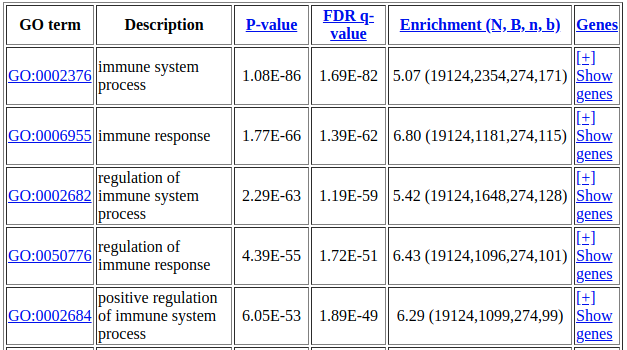 GO term Description P-value FDR q-value Enrichment (N, B, n, b) Genes
GO:0002376 immune system process 1.08E-86 1.69E-82 5.07 (19124,2354,274,171) [+] Show genes
GO:0006955 immune response 1.77E-66 1.39E-62 6.80 (19124,1181,274,115) [+] Show genes
GO:0002682 regulation of immune system process 2.29E-63 1.19E-59 5.42 (19124,1648,274,128) [+] Show genes
GO:0050776 regulation of immune response 4.39E-55 1.72E-51 6.43 (19124,1096,274,101) [+] Show genes
GO:0002684 positive regulation of immune system process 6.05E-53 1.89E-49 6.29 (19124,1099,274,99) [+] Show genes